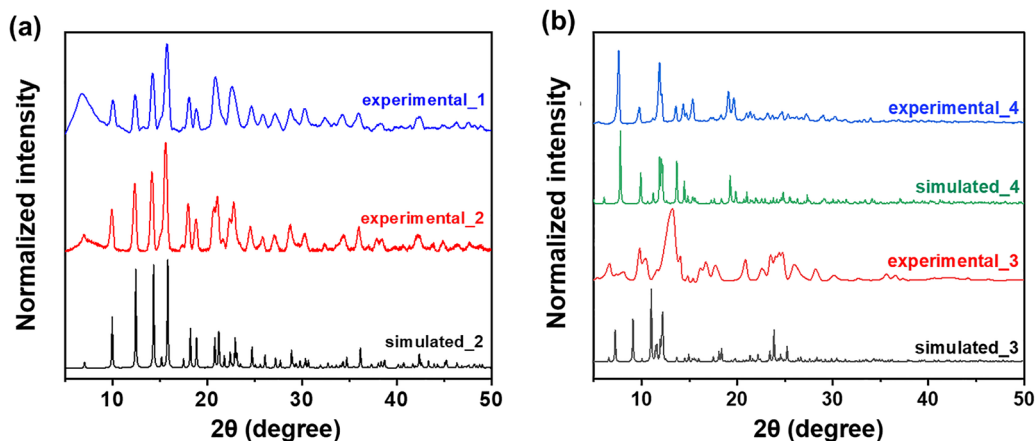 (a)
Normalized intensity
experimental_1
experimental_2
simulated_2
10 20 30 40 50
2θ (degree)
(b)
Normalized intensity
experimental_4
simulated_4
experimental_3
simulated_3
10 20 30 40 50
2θ (degree)